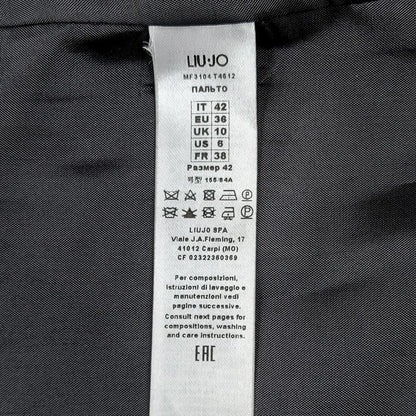 LIU·JO
MF3104 T4612
ПАЛЬТО
IT 42
EU 36
UK 10
US 6
FR 38
Размер 42
号型 155/84A
LIUJO SPA
Viale J.A.Fleming, 17
41012 Carpi (MO)
CF 02322360369
Per composizioni,
istruzioni di lavaggio e
manutenzioni vedi
pagine successive.
Consult next pages for
compositions, washing
and care instructions.
EAC